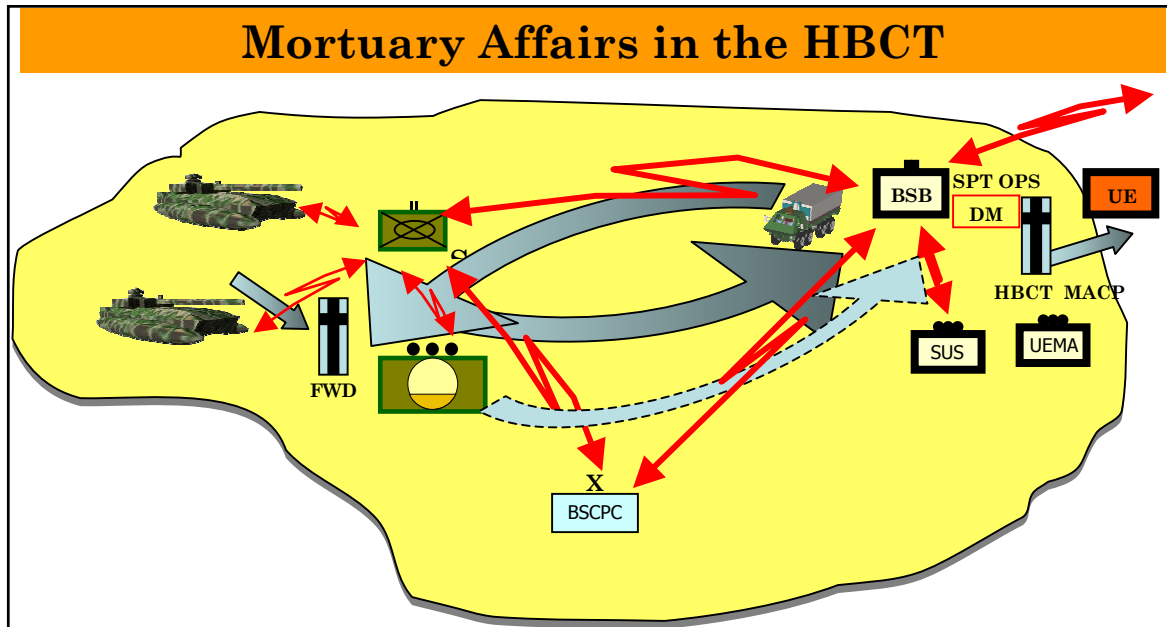 Mortuary Affairs in the HBCT
BSB
SPT OPS
DM
UE
S
HBCT MACP
FWD
SUS
UEMA
X
BSCPC